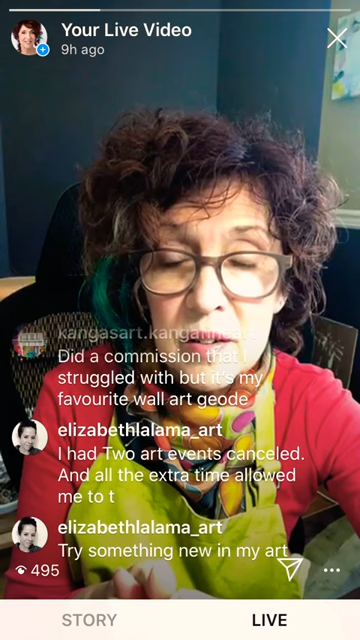 Your Live Video
9h ago
kangasart.kangafineart
Did a commission that I
struggled with but it's my
favourite wall art geode
elizabethlalama_art
I had Two art events canceled.
And all the extra time allowed
me to t
elizabethlalama_art
Try something new in my art
495
STORY
LIVE